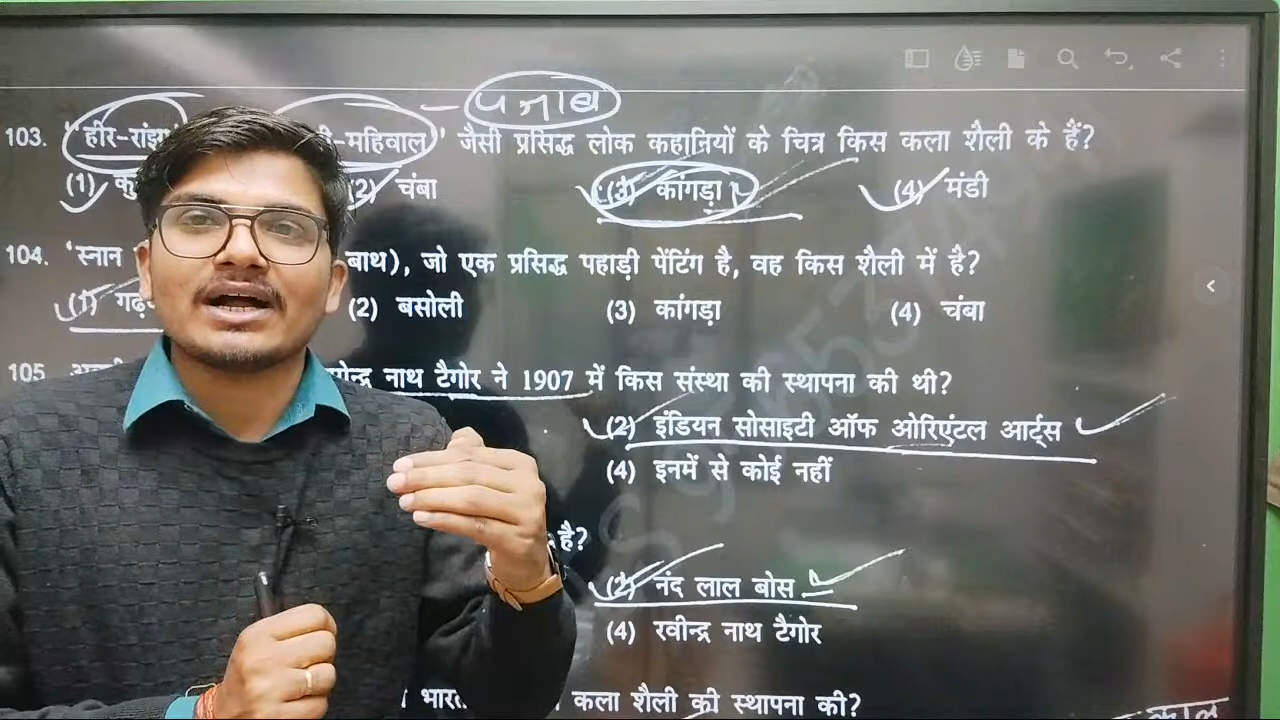 पंजाब
103. 'हीर-रांझा -महिवाल' जैसी प्रसिद्ध लोक कहानियों के चित्र किस कला शैली के हैं?
(1) (2) चंबा (3) कांगड़ा (4) मंडी
104. 'स्नान बाथ), जो एक प्रसिद्ध पहाड़ी पेंटिंग है, वह किस शैली में है?
(1) (2) बसोली (3) कांगड़ा (4) चंबा
105 नाथ टैगोर ने 1907 में किस संस्था की स्थापना की थी?
(2) इंडियन सोसाइटी ऑफ ओरिएंटल आर्ट्स
(4) इनमें से कोई नहीं
है?
(2) नंद लाल बोस
(4) रवीन्द्र नाथ टैगोर
कला शैली की स्थापना की?